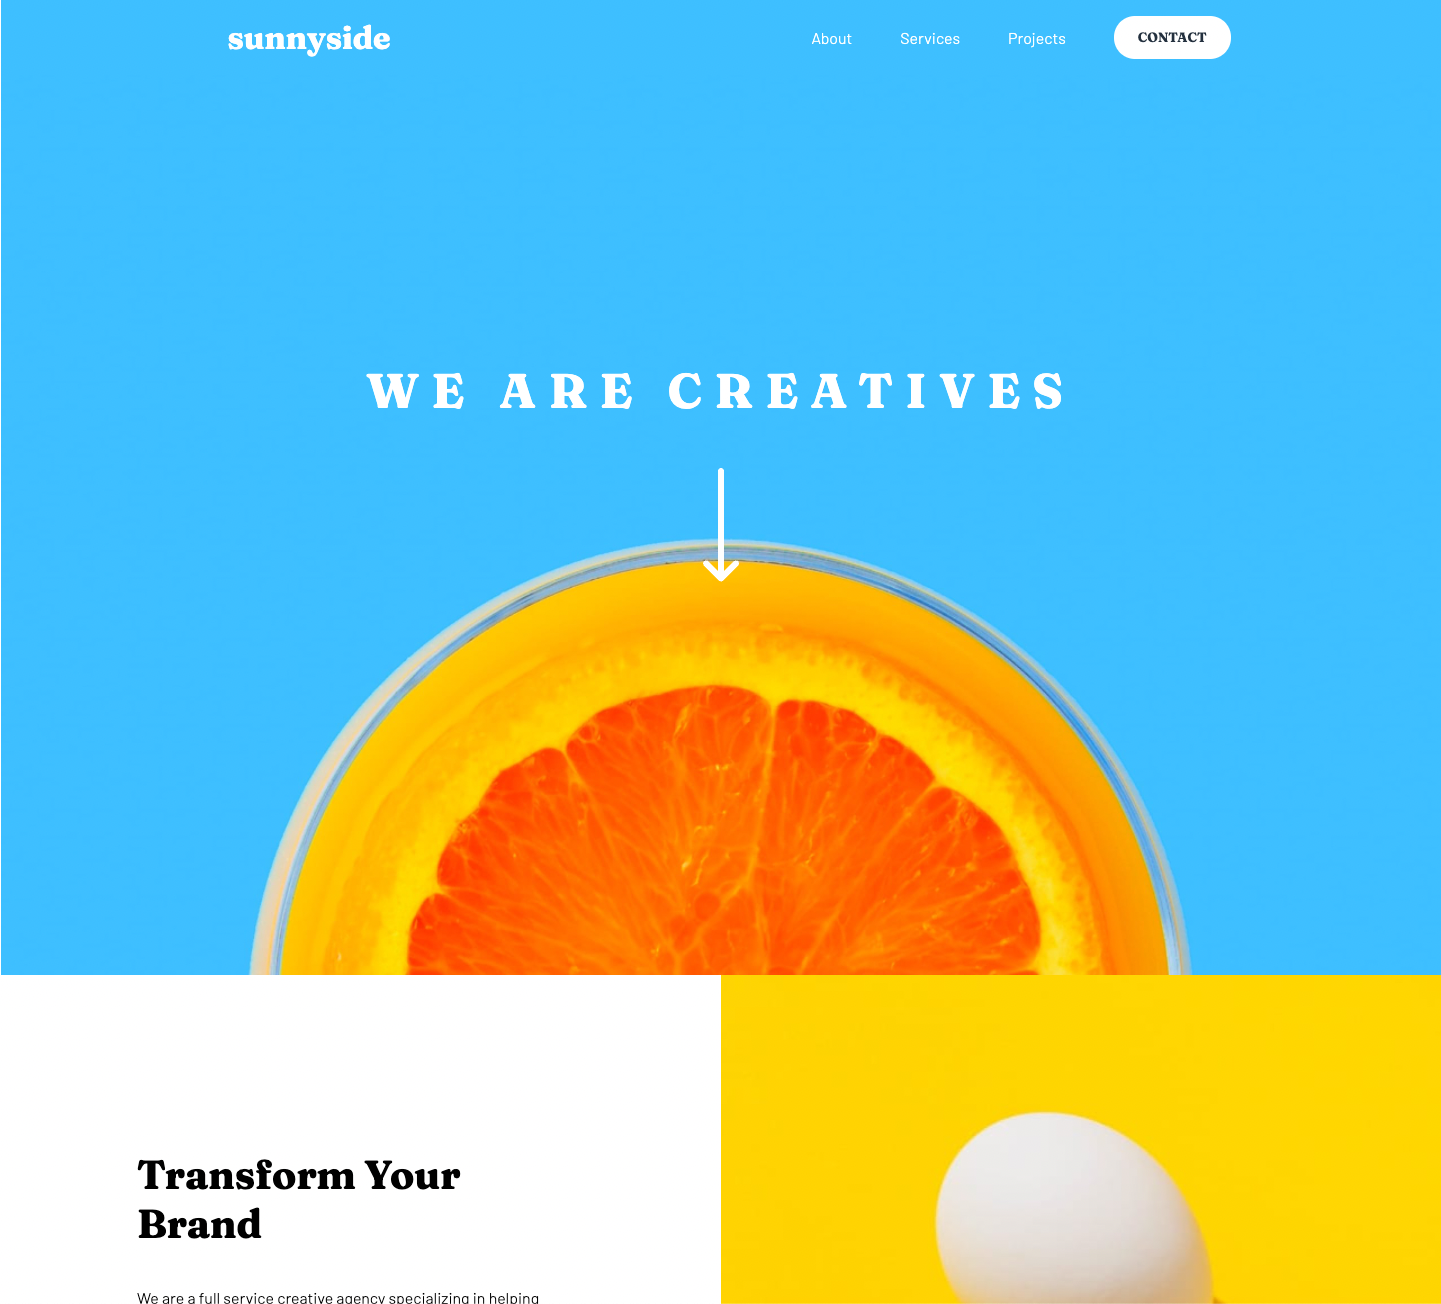 sunnyside
About Services Projects CONTACT
WE ARE CREATIVES
Transform Your
Brand
We are a full service creative agency specializing in helping